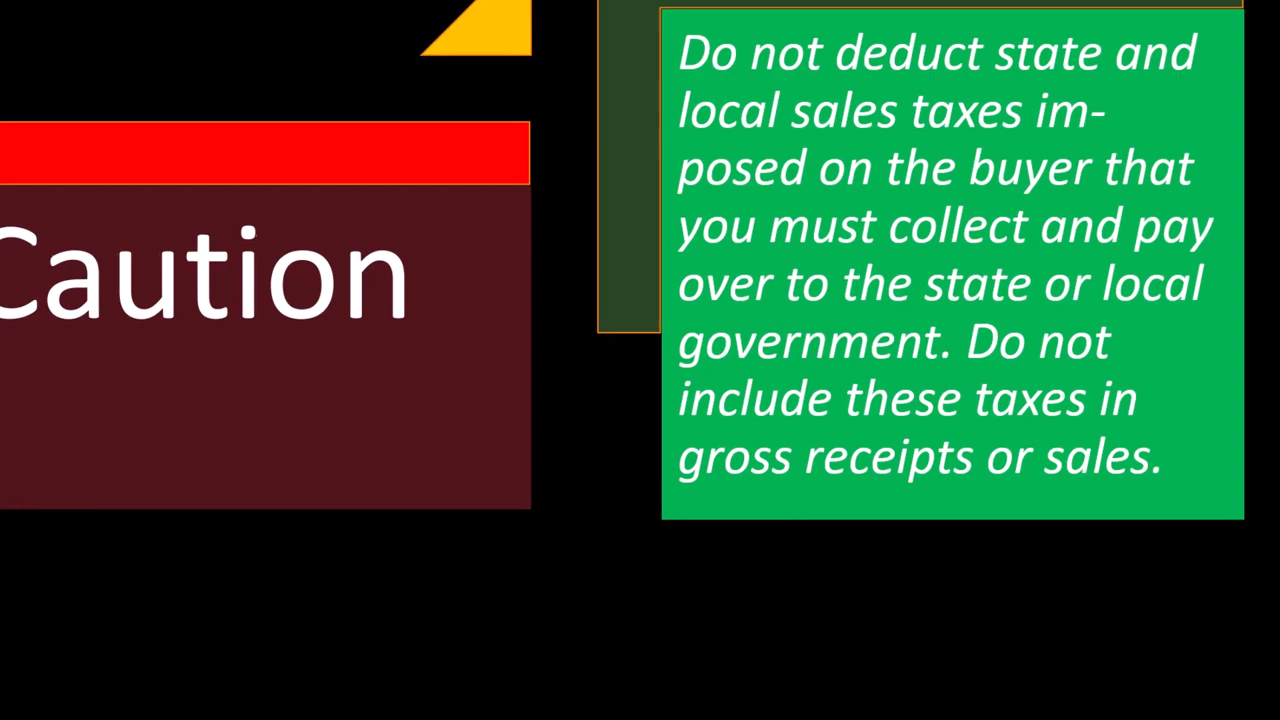 Caution
Do not deduct state and
local sales taxes im-
posed on the buyer that
you must collect and pay
over to the state or local
government. Do not
include these taxes in
gross receipts or sales.